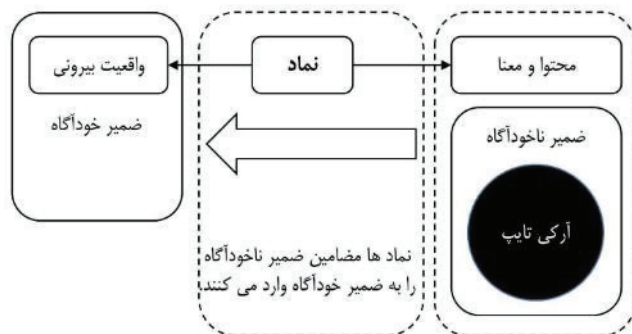 محتوا و معنا
ضمیر ناخودآگاه
آرکی تایپ
نماد
نماد ها مضامین ضمیر ناخودآگاه
را به ضمیر خودآگاه وارد می کنند.
واقعیت بیرونی
ضمیر خودآگاه